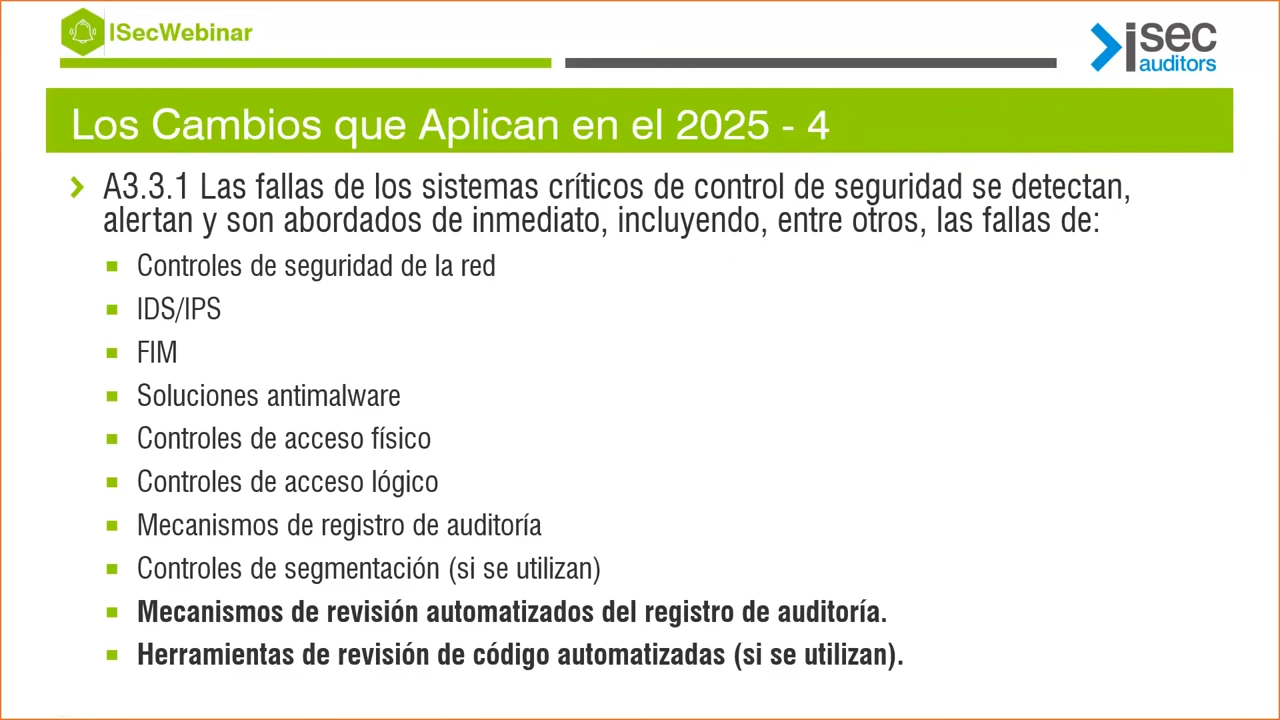 ISecWebinar
isec
auditors
Los Cambios que Aplican en el 2025 - 4
A3.3.1 Las fallas de los sistemas críticos de control de seguridad se detectan,
alertan y son abordados de inmediato, incluyendo, entre otros, las fallas de:
Controles de seguridad de la red
IDS/IPS
FIM
Soluciones antimalware
Controles de acceso físico
Controles de acceso lógico
Mecanismos de registro de auditoría
Controles de segmentación (si se utilizan)
Mecanismos de revisión automatizados del registro de auditoría.
Herramientas de revisión de código automatizadas (si se utilizan).